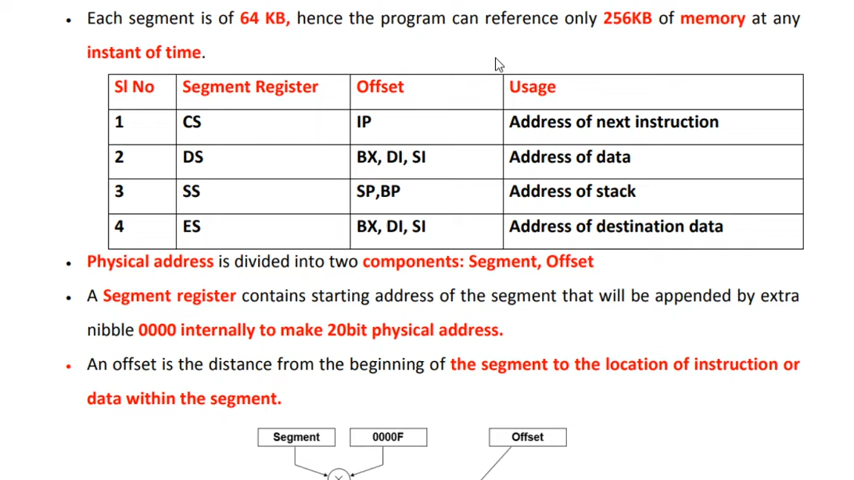 • Each segment is of 64 KB, hence the program can reference only 256KB of memory at any
instant of time.
Sl No Segment Register Offset Usage
1 CS IP Address of next instruction
2 DS BX, DI, SI Address of data
3 SS SP,BP Address of stack
4 ES BX, DI, SI Address of destination data
• Physical address is divided into two components: Segment, Offset
• A Segment register contains starting address of the segment that will be appended by extra
nibble 0000 internally to make 20bit physical address.
• An offset is the distance from the beginning of the segment to the location of instruction or
data within the segment.
Segment 0000F Offset
X